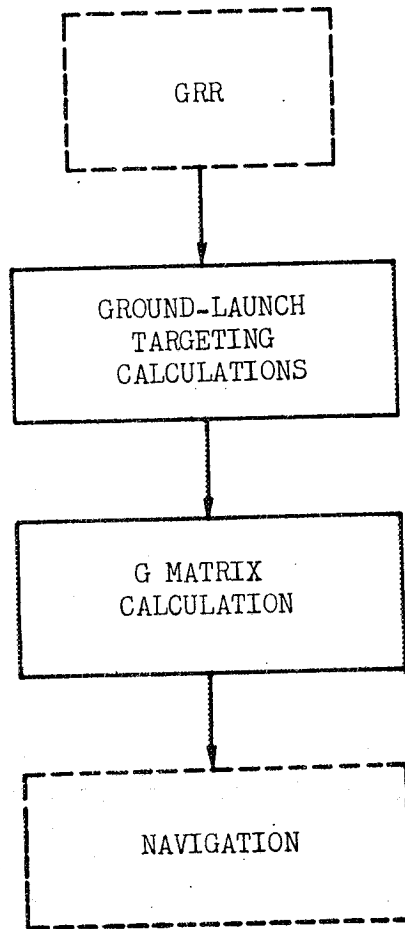 GRR
GROUND-LAUNCH
TARGETING
CALCULATIONS
G MATRIX
CALCULATION
NAVIGATION